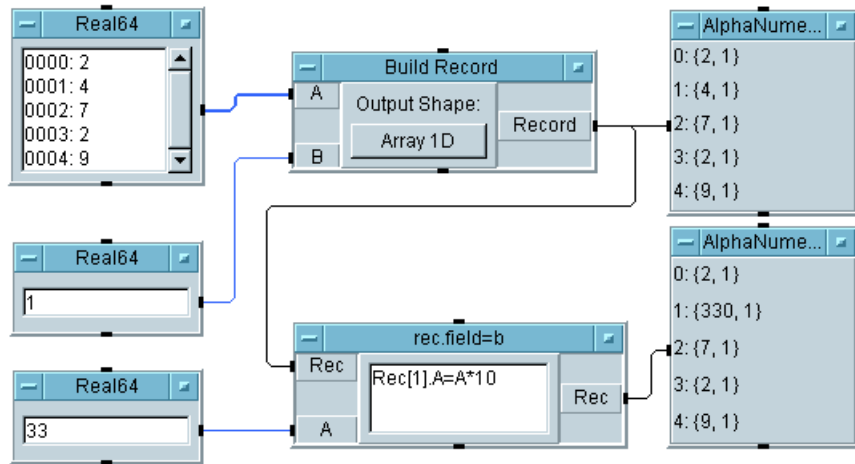 Real64
0000: 2
0001: 4
0002: 7
0003: 2
0004: 9
Build Record
A
Output Shape:
Array 1D
Record
B
AlphaNume...
0: {2, 1}
1: {4, 1}
2: {7, 1}
3: {2, 1}
4: {9, 1}
Real64
1
AlphaNume...
0: {2, 1}
1: {330, 1}
2: {7, 1}
3: {2, 1}
4: {9, 1}
rec.field=b
Rec
Rec[1].A=A*10
Rec
A
Real64
33